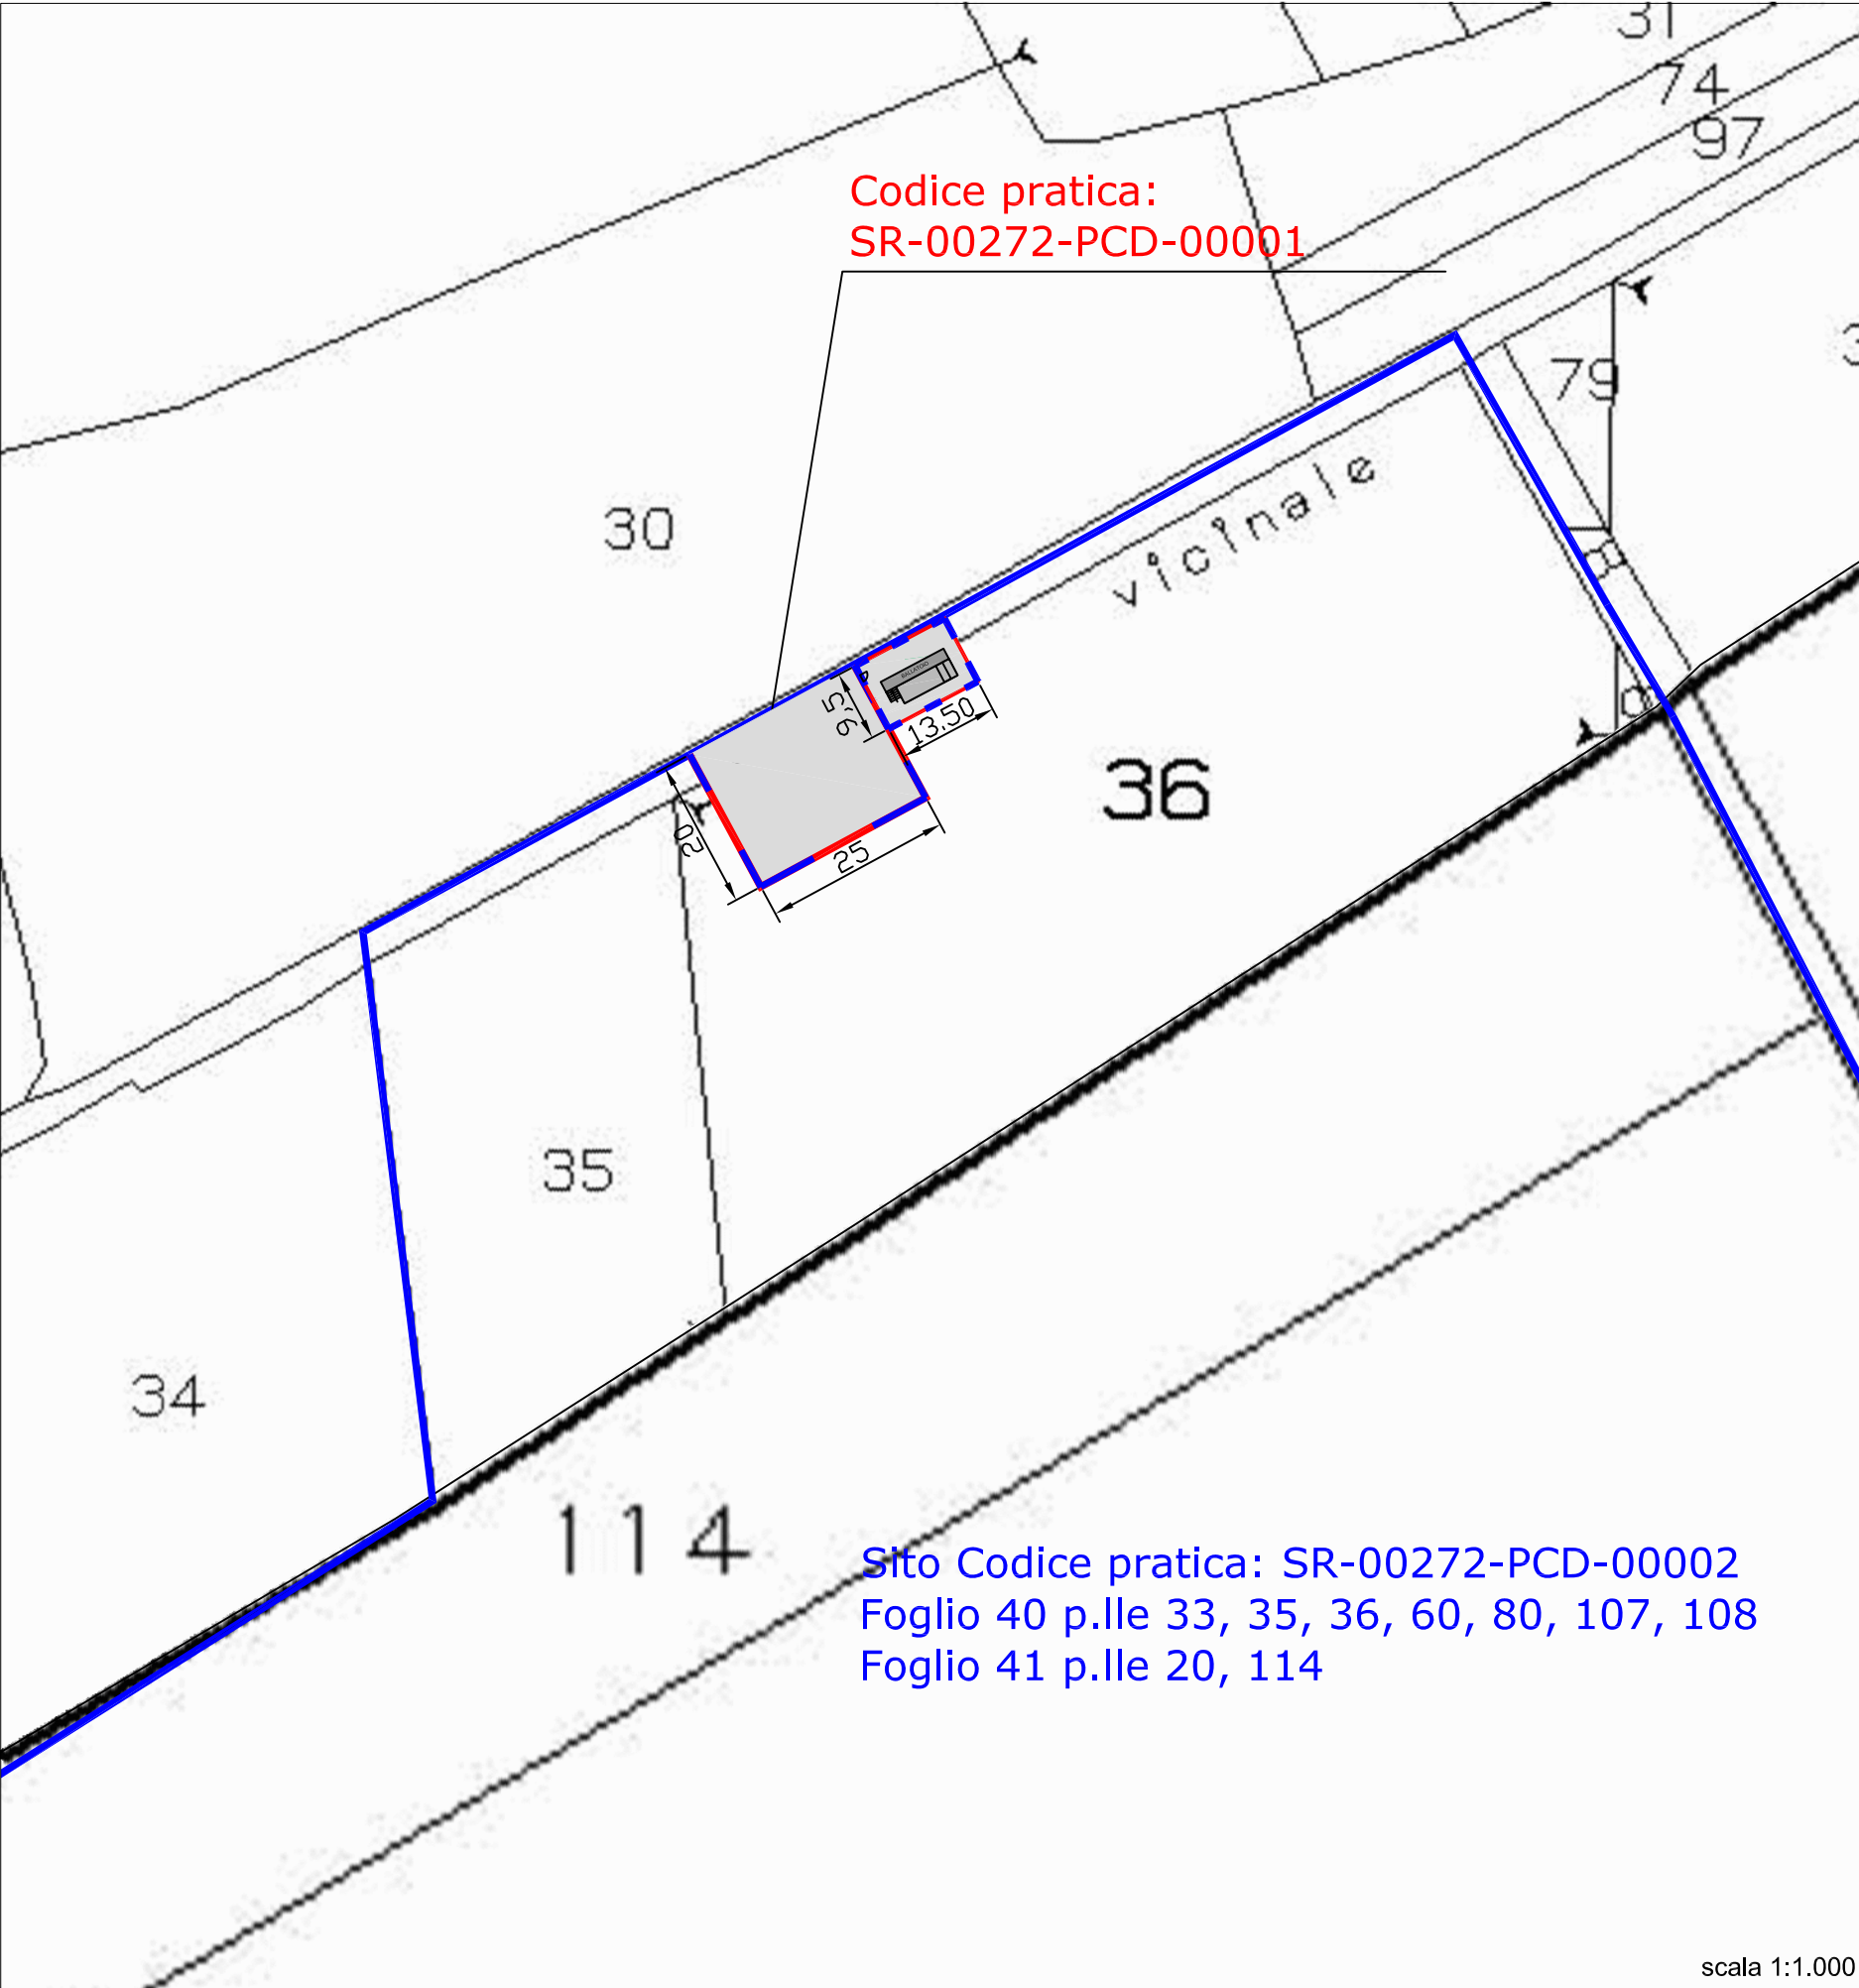 31
74
97
Codice pratica:
SR-00272-PCD-00001
79
30
vicinale
9,5
13.50
36
20
25
35
34
114
Sito Codice pratica: SR-00272-PCD-00002
Foglio 40 p.lle 33, 35, 36, 60, 80, 107, 108
Foglio 41 p.lle 20, 114
scala 1:1.000